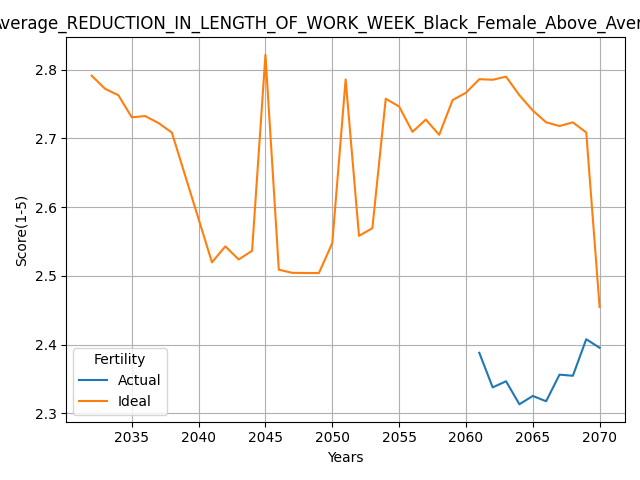 Average_REDUCTION_IN_LENGTH_OF_WORK_WEEK_Black_Female_Above_Aver
Score(1-5)
2.8
2.7
2.6
2.5
2.4
2.3
Fertility
Actual
Ideal
2035 2040 2045 2050 2055 2060 2065 2070
Years